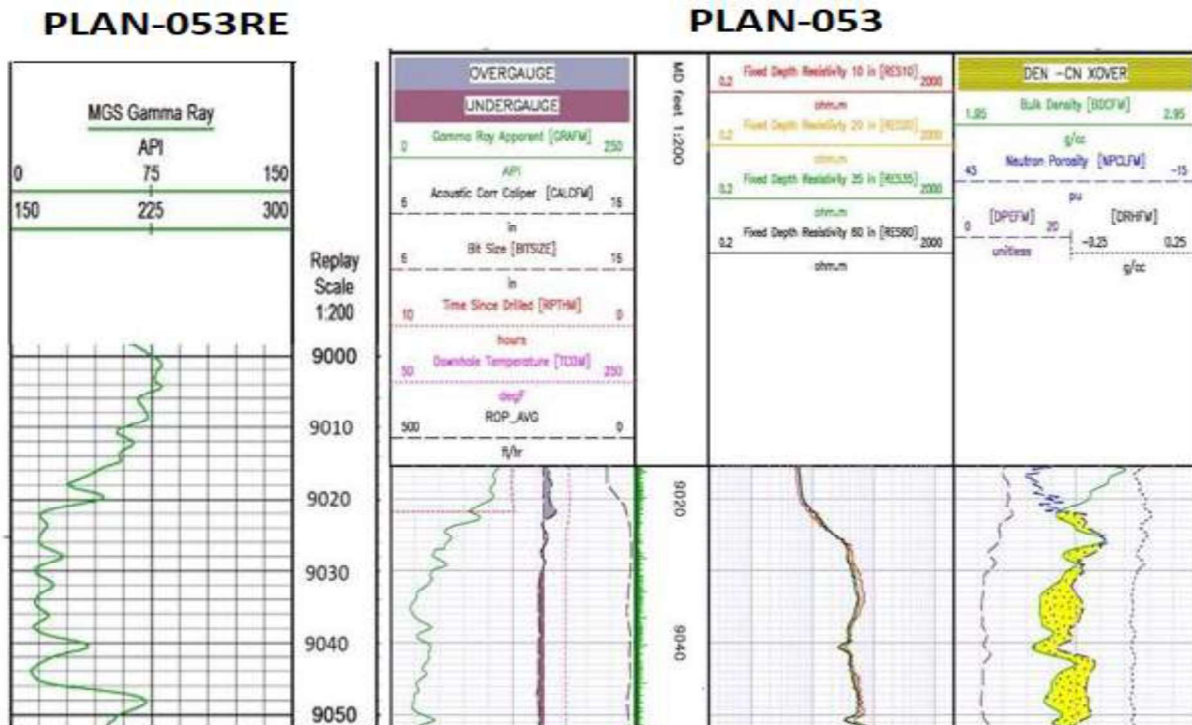 PLAN-053RE
PLAN-053
MGS Gamma Ray
API
0 75 150
150 225 300
Replay
Scale
1:200
9000
9010
9020
9030
9040
9050
OVERGAUGE
UNDERGAUGE
0 Gamma Ray Apparent [GRAFM] 250
API
6 Acoustic Corr Caliper [CALCFM] 16
in
6 Bit Size [BITSIZE] 16
in
10 Time Since Drilled [RPTHM] 0
hours
50 Downhole Temperature [TCDM] 250
degF
ROP_AVG
500 0
ft/hr
MD feet 1:200
9020
9040
0.2 Fixed Depth Resistivity 10 in [RES10] 2000
ohm.m
0.2 Fixed Depth Resistivity 20 in [RES20] 2000
ohm.m
0.2 Fixed Depth Resistivity 35 in [RES35] 2000
ohm.m
0.2 Fixed Depth Resistivity 60 in [RES60] 2000
ohm.m
DEN -CN XOVER
Bulk Density [BDCFM]
1.95 2.95
g/cc
Neutron Porosity [NPCLFM]
45 -15
pu
[DPEFM] [DRHFM]
0 20
-0.25 0.25
unitless
g/cc